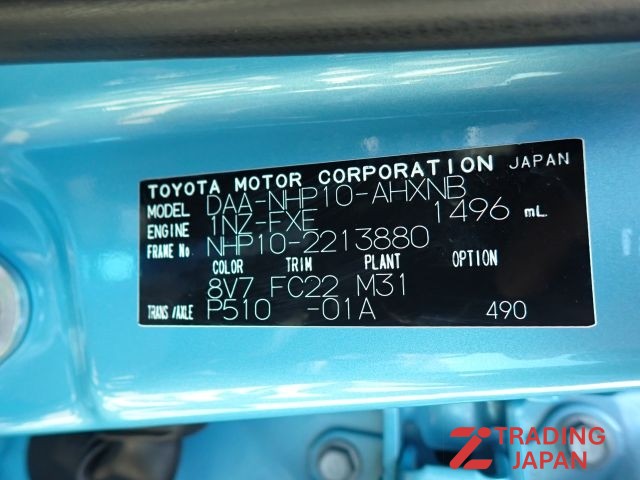 TOYOTA MOTOR CORPORATION JAPAN
MODEL DAA-NHP10-AHXNB
ENGINE 1NZ-FXE 1496 mL.
FRAME No. NHP10-2213880
COLOR TRIM PLANT OPTION
8V7 FC22 M31
TRANS/AXLE P510 -01A 490
TRADING
JAPAN